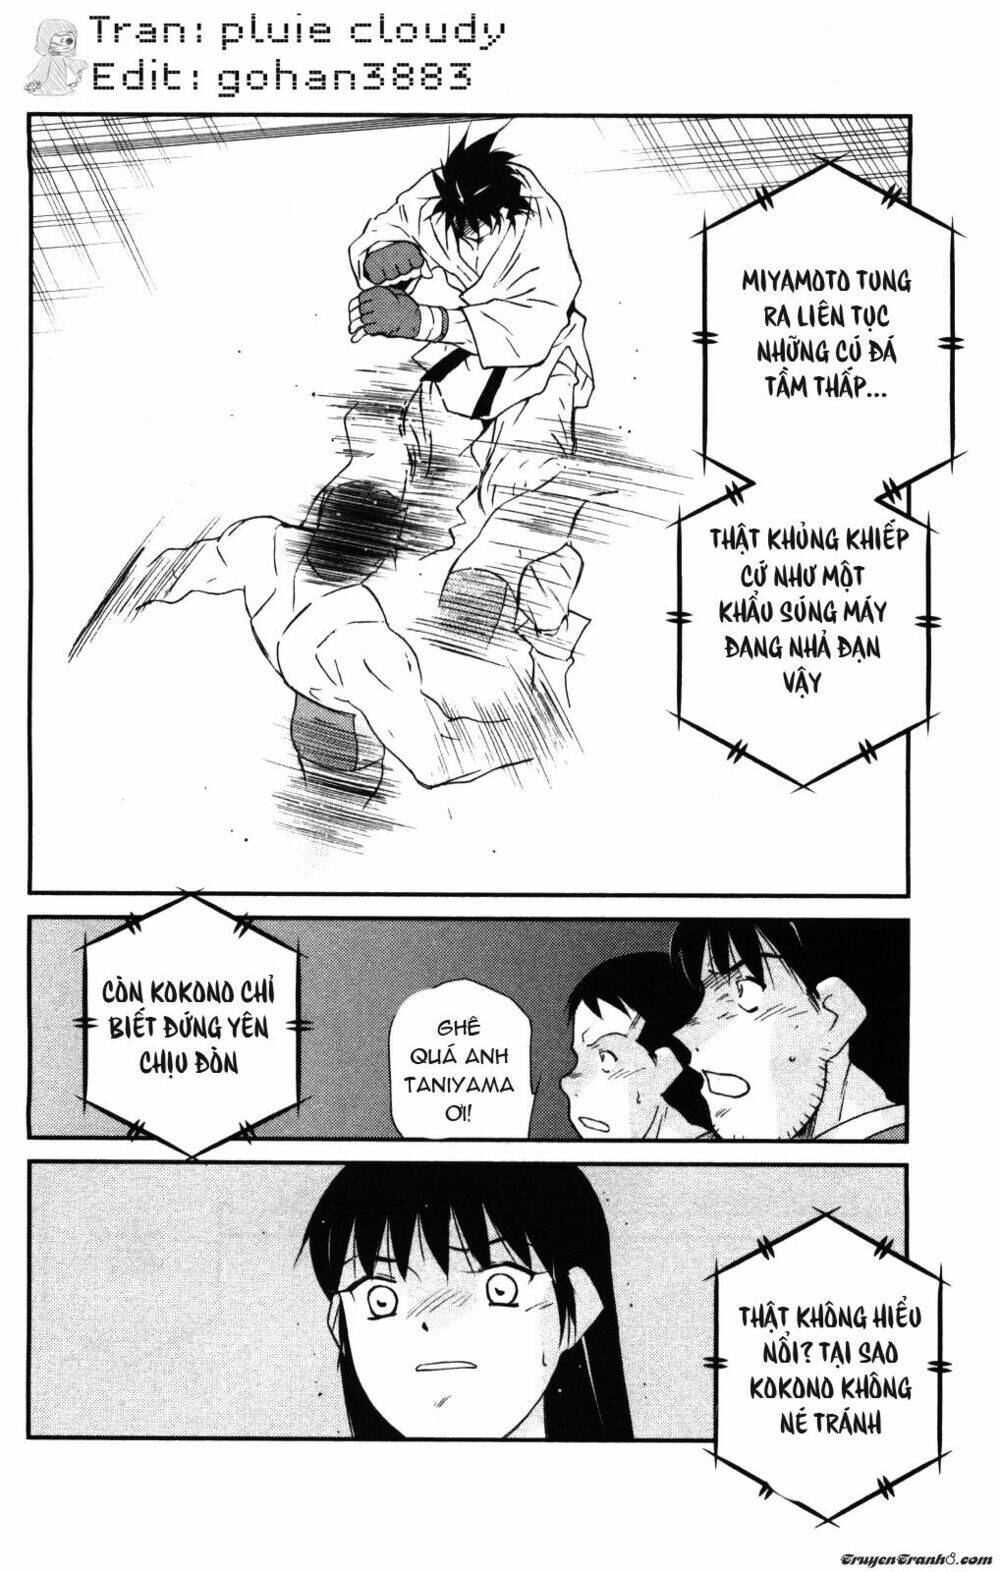 Tran: pluie cloudy
Edit: gohan3883
MIYAMOTO TUNG
RA LIÊN TỤC
NHỮNG CÚ ĐÁ
TẦM THẤP...
THẬT KHỦNG KHIẾP
CỨ NHƯ MỘT
KHẨU SÚNG MÁY
ĐANG NHẢ ĐẠN
VẬY
CÒN KOKONO CHỈ
BIẾT ĐỨNG YÊN
CHỊU ĐÒN
GHÊ
QUÁ ANH
TANIYAMA
ƠI!
THẬT KHÔNG HIỂU
NỔI? TẠI SAO
KOKONO KHÔNG
NÉ TRÁNH
TruyenTranh8.com